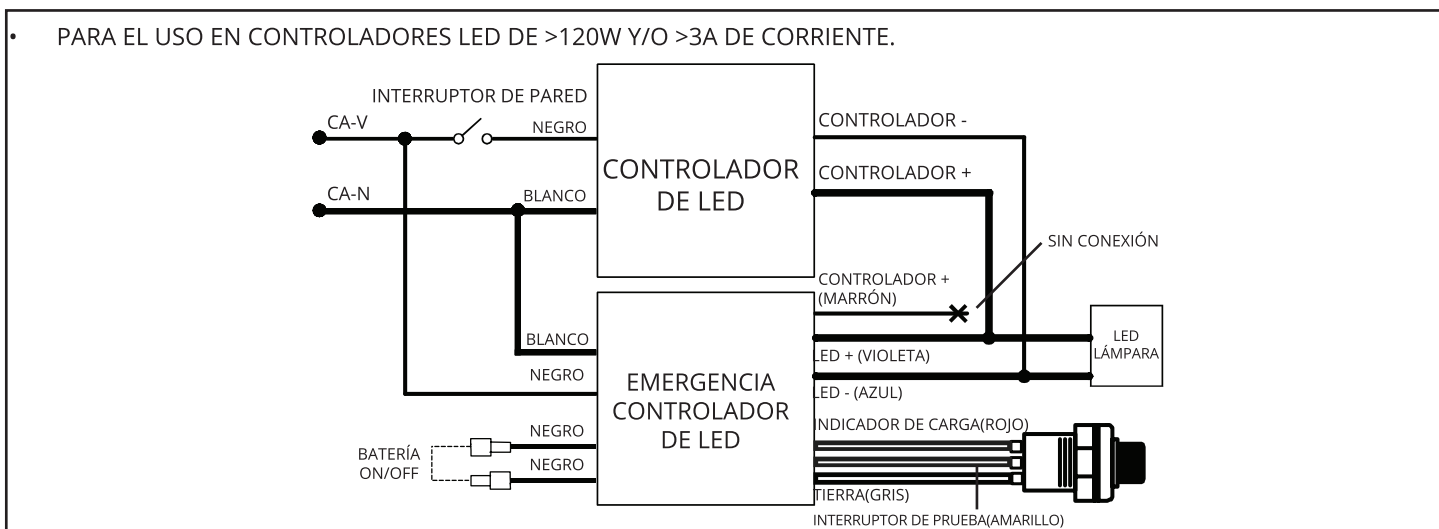 • PARA EL USO EN CONTROLADORES LED DE >120W Y/O >3A DE CORRIENTE.
INTERRUPTOR DE PARED
CA-V
NEGRO
CA-N
BLANCO
CONTROLADOR
DE LED
CONTROLADOR -
CONTROLADOR +
SIN CONEXIÓN
CONTROLADOR +
(MARRÓN)
BLANCO
NEGRO
EMERGENCIA
CONTROLADOR
DE LED
LED + (VIOLETA)
LED - (AZUL)
LED
LÁMPARA
BATERÍA
ON/OFF
NEGRO
NEGRO
INDICADOR DE CARGA(ROJO)
TIERRA(GRIS)
INTERRUPTOR DE PRUEBA(AMARILLO)